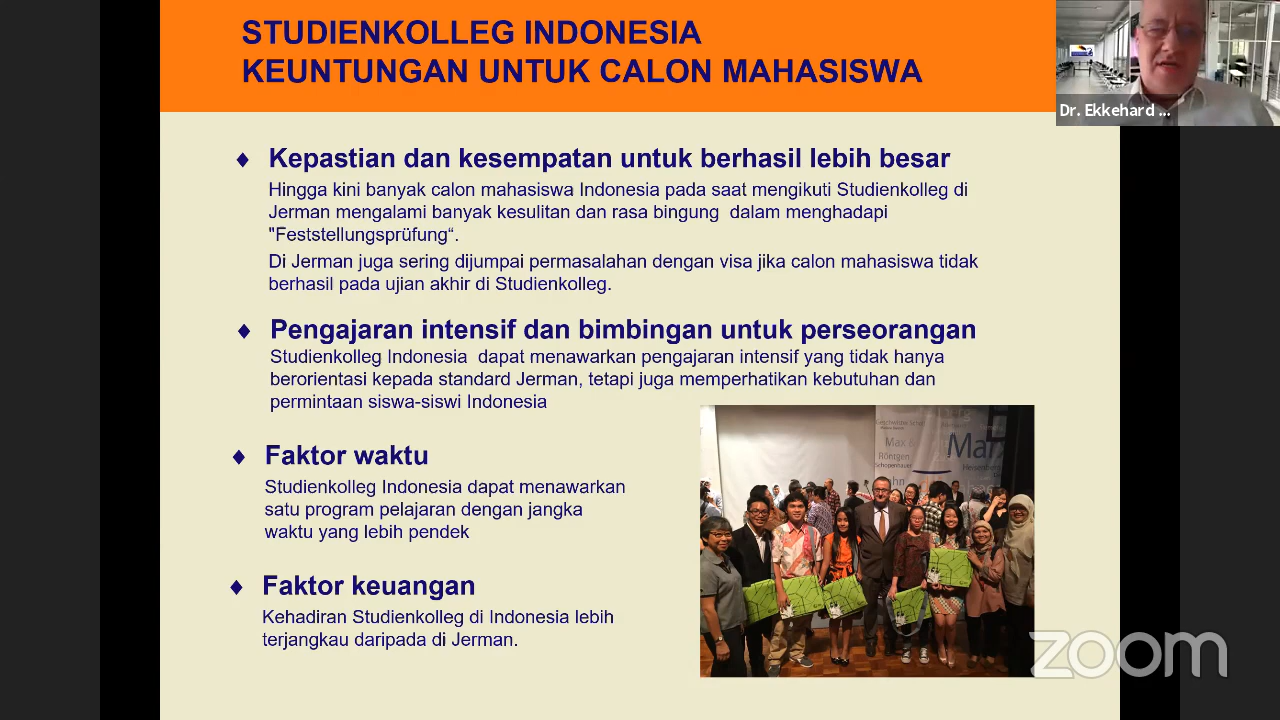 STUDIENKOLLEG INDONESIA
KEUNTUNGAN UNTUK CALON MAHASISWA
Dr. Ekkehard ...
♦ Kepastian dan kesempatan untuk berhasil lebih besar
Hingga kini banyak calon mahasiswa Indonesia pada saat mengikuti Studienkolleg di
Jerman mengalami banyak kesulitan dan rasa bingung dalam menghadapi
"Feststellungsprüfung“.
Di Jerman juga sering dijumpai permasalahan dengan visa jika calon mahasiswa tidak
berhasil pada ujian akhir di Studienkolleg.
♦ Pengajaran intensif dan bimbingan untuk perseorangan
Studienkolleg Indonesia dapat menawarkan pengajaran intensif yang tidak hanya
berorientasi kepada standard Jerman, tetapi juga memperhatikan kebutuhan dan
permintaan siswa-siswi Indonesia
♦ Faktor waktu
Studienkolleg Indonesia dapat menawarkan
satu program pelajaran dengan jangka
waktu yang lebih pendek
♦ Faktor keuangan
Kehadiran Studienkolleg di Indonesia lebih
terjangkau daripada di Jerman.
Max
Röntgen
Schopenhauer
zoom